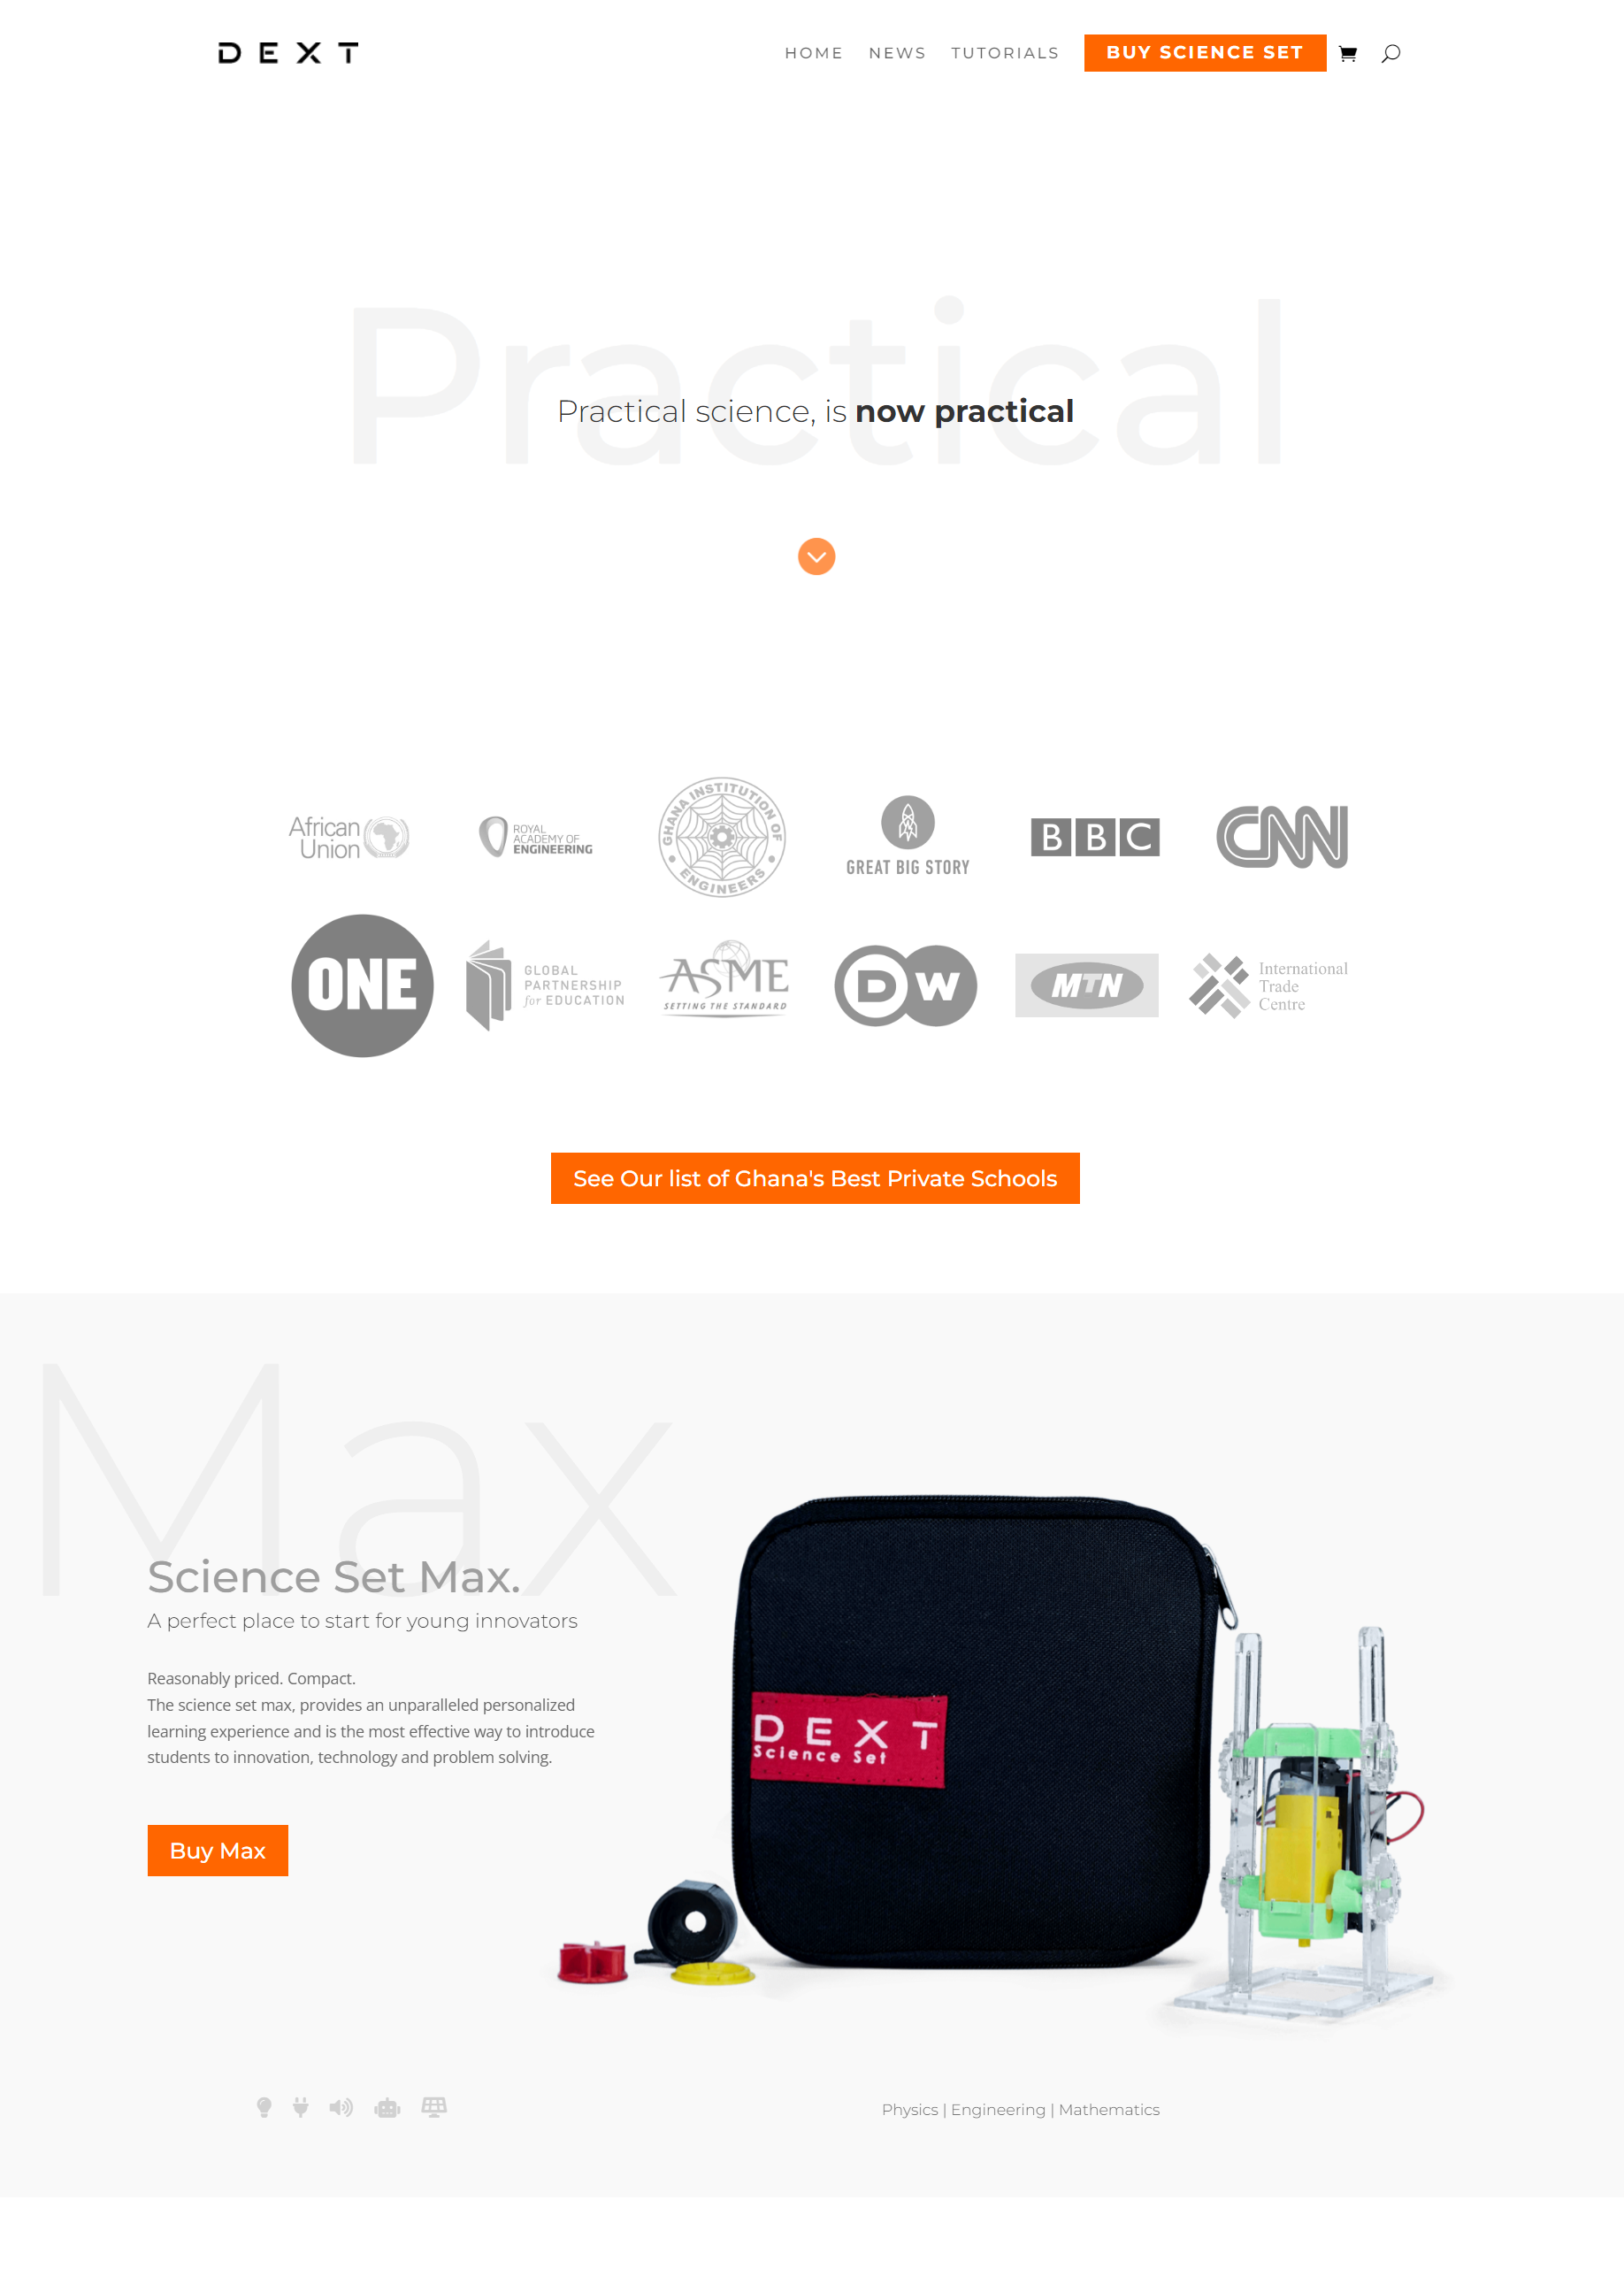 DEXT
HOME NEWS TUTORIALS BUY SCIENCE SET
Practical
Practical science, is now practical
African Union
ROYAL ACADEMY OF ENGINEERING
GHANA INSTITUTION OF ENGINEERS
GREAT BIG STORY
BBC
CNN
ONE
GLOBAL PARTNERSHIP for EDUCATION
ASME SETTING THE STANDARD
DW
MTN
International Trade Centre
See Our list of Ghana's Best Private Schools
Max
Science Set Max.
A perfect place to start for young innovators
Reasonably priced. Compact.
The science set max, provides an unparalleled personalized
learning experience and is the most effective way to introduce
students to innovation, technology and problem solving.
Buy Max
DEXT
Science Set
Physics | Engineering | Mathematics